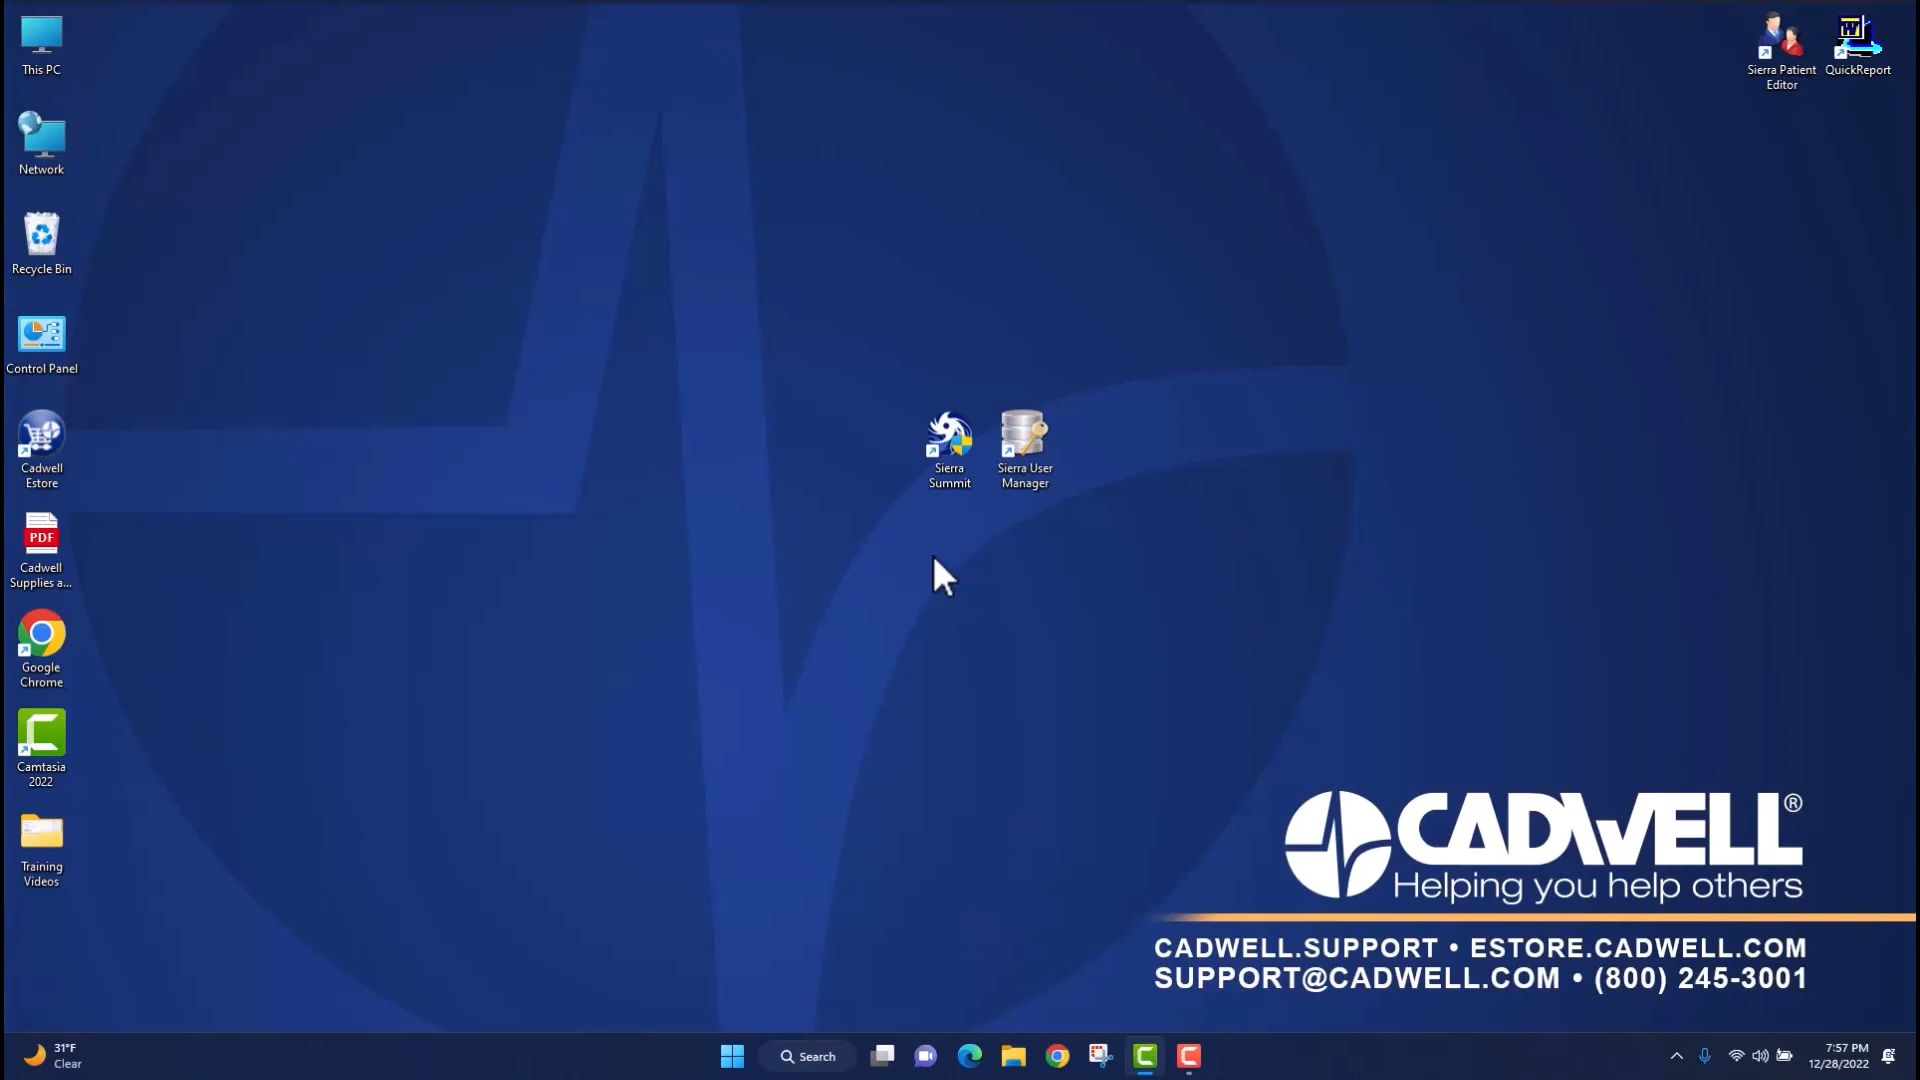 This PC
Network
Recycle Bin
Control Panel
Cadwell
Estore
PDF
Cadwell
Supplies a...
Google
Chrome
Camtasia
2022
Training
Videos
Sierra
Summit
Sierra User
Manager
Sierra Patient
Editor
QuickReport
CADWELL®
Helping you help others
CADWELL.SUPPORT • ESTORE.CADWELL.COM
SUPPORT@CADWELL.COM • (800) 245-3001
31°F
Clear
Search
7:57 PM
12/28/2022